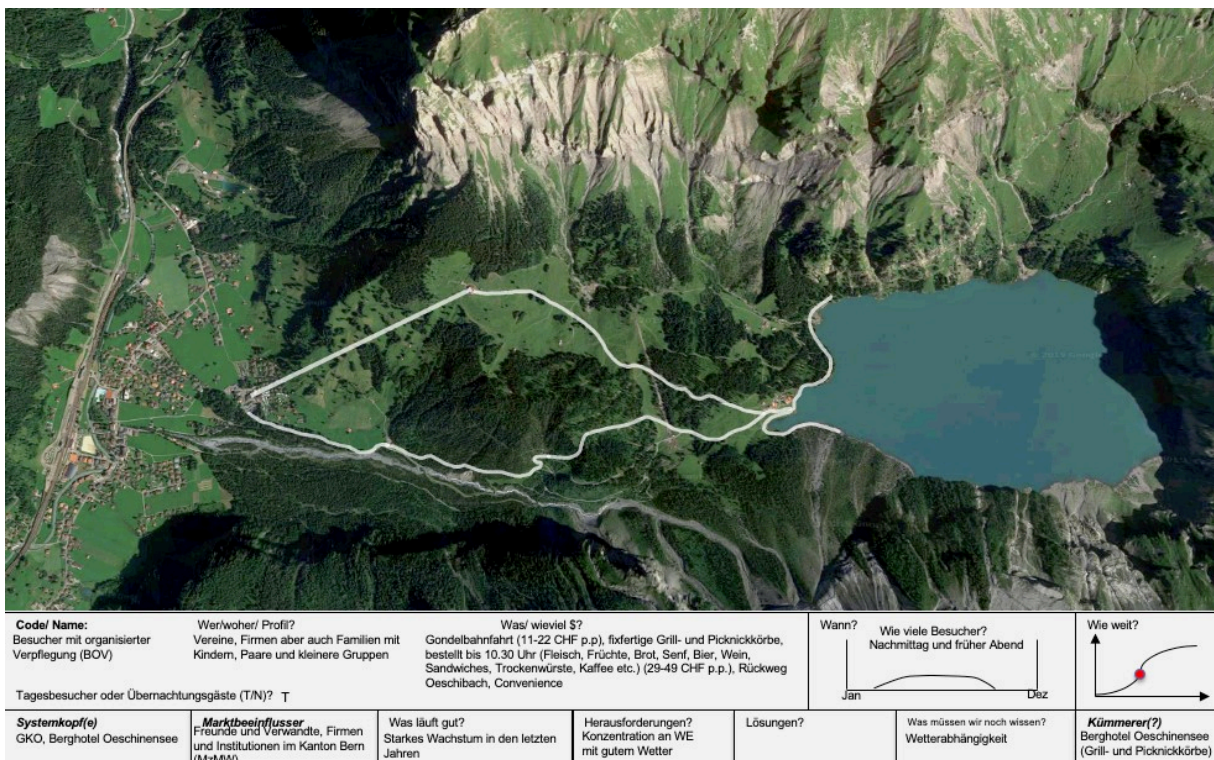 Code/ Name:
Besucher mit organisierter
Verpflegung (BOV)
Tagesbesucher oder Übernachtungsgäste (T/N)? T
Wer/woher/ Profil?
Vereine, Firmen aber auch Familien mit
Kindern, Paare und kleinere Gruppen
Was/ wieviel $?
Gondelbahnfahrt (11-22 CHF p.p), fixfertige Grill- und Picknickkörbe,
bestellt bis 10.30 Uhr (Fleisch, Früchte, Brot, Senf, Bier, Wein,
Sandwiches, Trockenwürste, Kaffee etc.) (29-49 CHF p.p.), Rückweg
Oeschibach, Convenience
Wann?
Wie viele Besucher?
Nachmittag und früher Abend
Jan
Dez
Wie weit?
Systemkopf(e)
GKO, Berghotel Oeschinensee
Marktbeeinflusser
Freunde und Verwandte, Firmen
und Institutionen im Kanton Bern
(MzMW)
Was läuft gut?
Starkes Wachstum in den letzten
Jahren
Herausforderungen?
Konzentration an WE
mit gutem Wetter
Lösungen?
Was müssen wir noch wissen?
Wetterabhängigkeit
Kümmerer(?)
Berghotel Oeschinensee
(Grill- und Picknickkörbe)